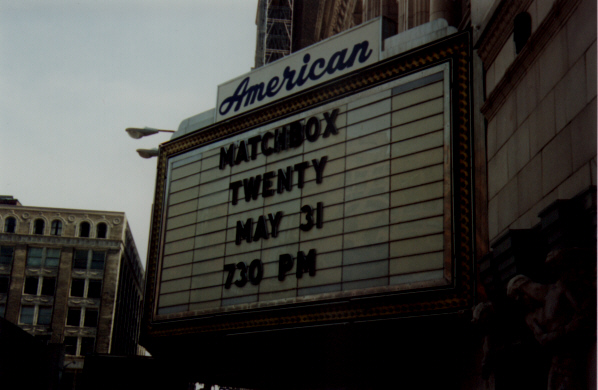 American
MATCHBOX
TWENTY
MAY 31
730 PM